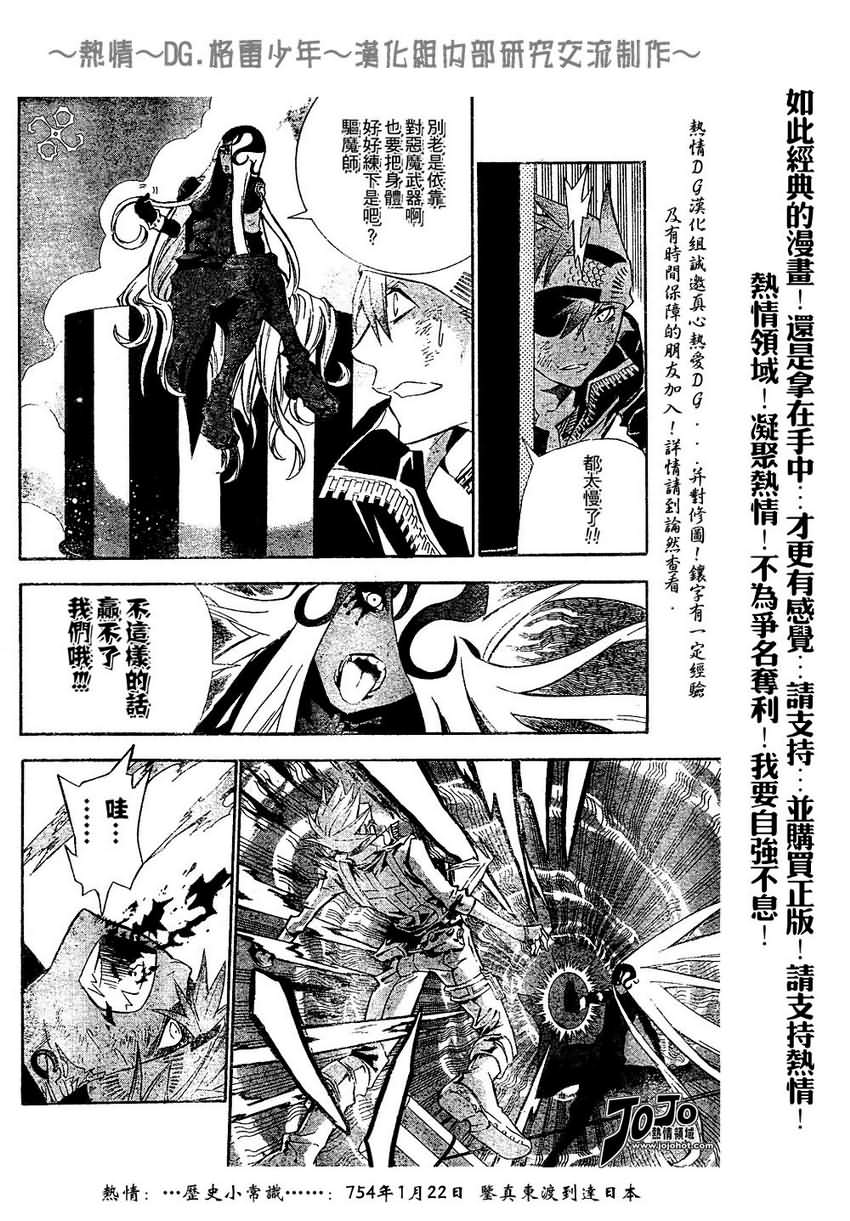 ～熱情～DG.格雷少年～漢化組內部研究交流制作～
如此經典的漫畫！還是拿在手中…才更有感覺…請支持…並購買正版！請支持熱情！
熱情領域！凝聚熱情！不為爭名奪利！我要自強不息！
熱情DG漢化組誠邀真心熱愛DG...并對修圖！鑲字有一定經驗
及有時間保障的朋友加入！詳情請到論然查看.
都太慢了!!
別老是依靠
對惡魔武器啊
也要把身體
好好練下是吧?
驅魔師
不這樣的話
贏不了
我們哦!!!
哇…
……
JOJO
熱情領域
www.jojohot.com
熱情：…歷史小常識……：754年1月22日 鑒真東渡到達日本